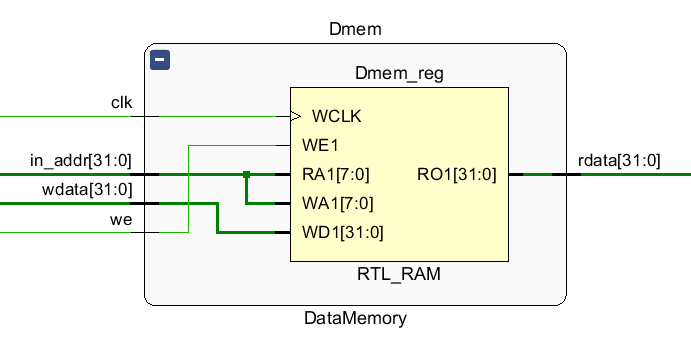 Dmem
Dmem_reg
clk
WCLK
WE1
in_addr[31:0]
RA1[7:0]
RO1[31:0]
rdata[31:0]
wdata[31:0]
WA1[7:0]
we
WD1[31:0]
RTL_RAM
DataMemory